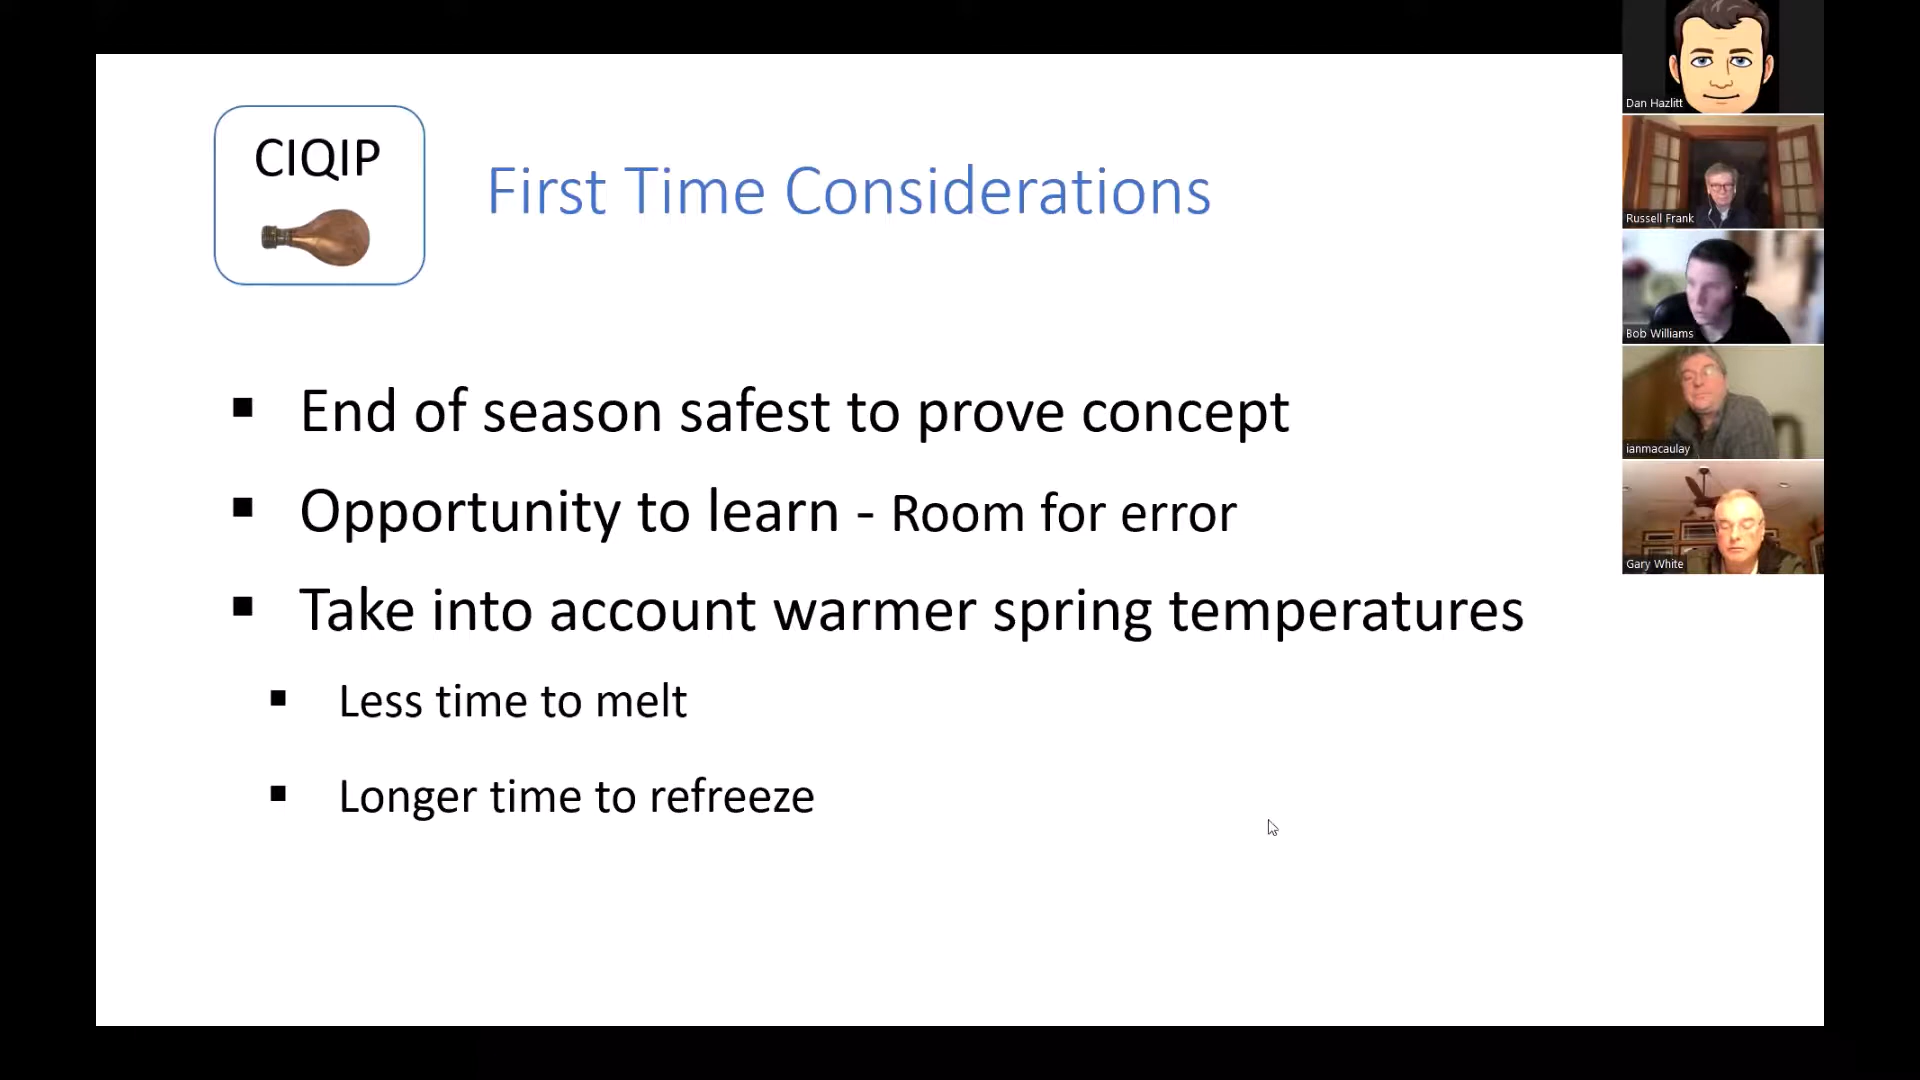 CIQIP
First Time Considerations
End of season safest to prove concept
Opportunity to learn - Room for error
Take into account warmer spring temperatures
Less time to melt
Longer time to refreeze
Dan Hazlitt
Russell Frank
Bob Williams
ianmacaulay
Gary White